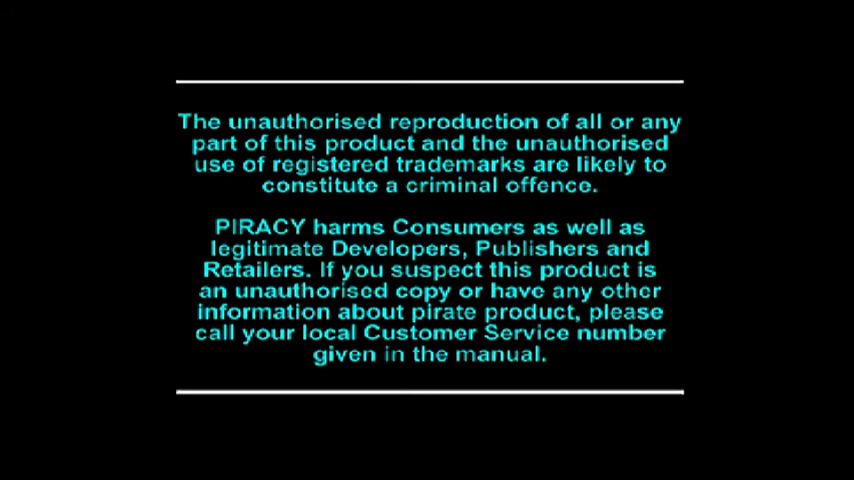 The unauthorised reproduction of all or any
part of this product and the unauthorised
use of registered trademarks are likely to
constitute a criminal offence.
PIRACY harms Consumers as well as
legitimate Developers, Publishers and
Retailers. If you suspect this product is
an unauthorised copy or have any other
information about pirate product, please
call your local Customer Service number
given in the manual.